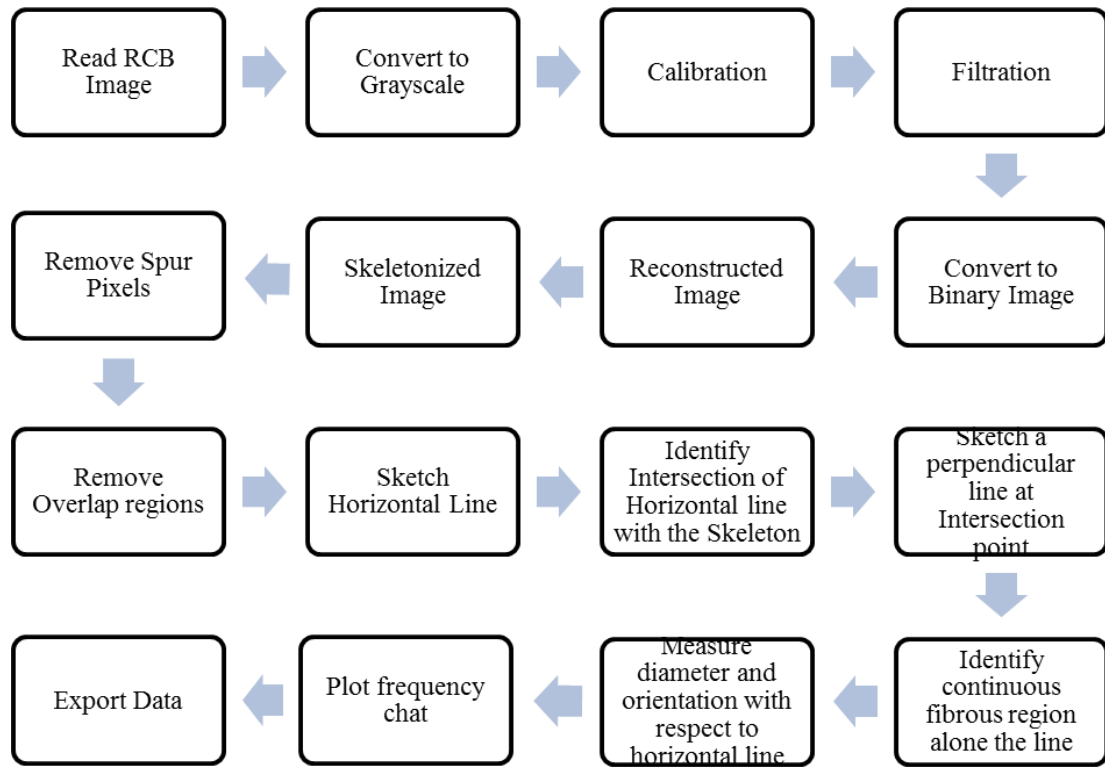 Read RCB
Image
Convert to
Grayscale
Calibration
Filtration
Convert to
Binary Image
Reconstructed
Image
Skeletonized
Image
Remove Spur
Pixels
Remove
Overlap regions
Sketch
Horizontal Line
Identify
Intersection of
Horizontal line
with the Skeleton
Sketch a
perpendicular
line at
Intersection
point
Identify
continuous
fibrous region
alone the line
Measure
diameter and
orientation with
respect to
horizontal line
Plot frequency
chat
Export Data